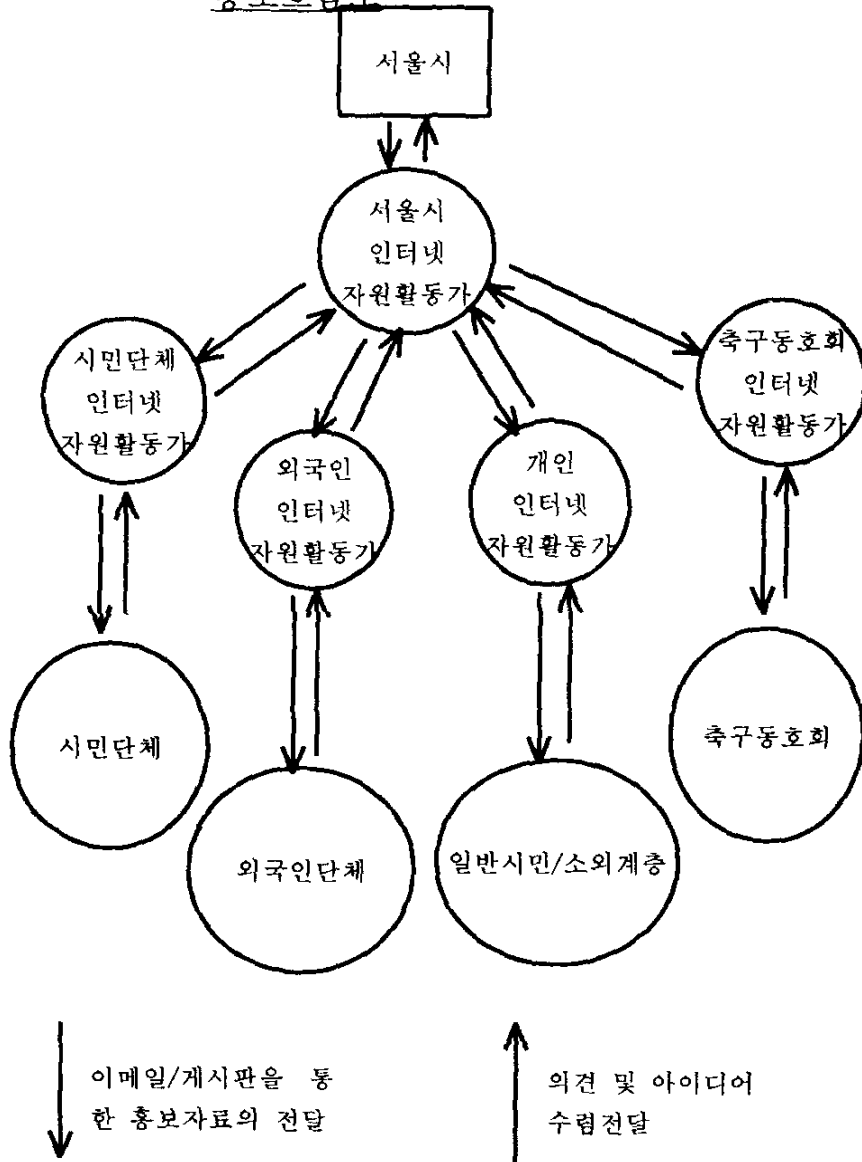 서울시
서울시
인터넷
자원활동가
시민단체
인터넷
자원활동가
외국인
인터넷
자원활동가
개인
인터넷
자원활동가
축구동호회
인터넷
자원활동가
시민단체
외국인단체
일반시민/소외계층
축구동호회
이메일/게시판을 통
한 홍보자료의 전달
의견 및 아이디어
수렴전달